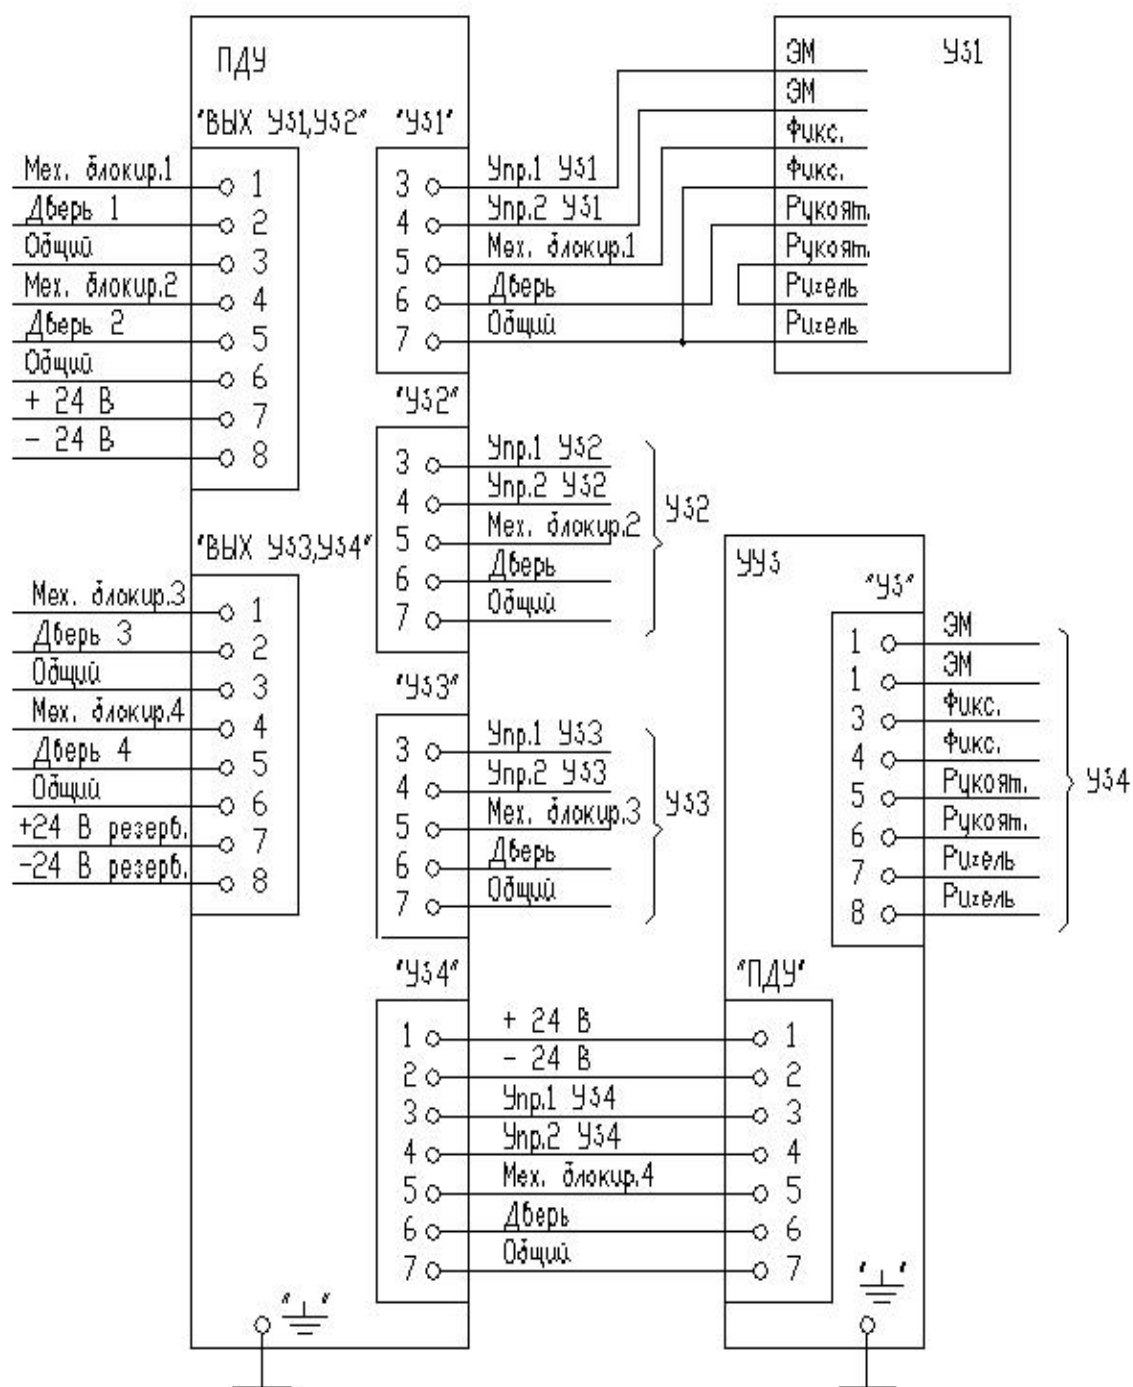 ПДУ
"ВЫХ Уз1,Уз2"
Мех. блокир.1 1
Дверь 1 2
Общий 3
Мех. блокир.2 4
Дверь 2 5
Общий 6
+ 24 В 7
- 24 В 8
"ВЫХ Уз3,Уз4"
Мех. блокир.3 1
Дверь 3 2
Общий 3
Мех. блокир.4 4
Дверь 4 5
Общий 6
+24 В резерв. 7
-24 В резерв. 8
"Уз1"
3 Упр.1 Уз1
4 Упр.2 Уз1
5 Мех. блокир.1
6 Дверь
7 Общий
Уз1
ЭМ
ЭМ
Фикс.
Фикс.
Рукоят.
Рукоят.
Ригель
Ригель
"Уз2"
3 Упр.1 Уз2
4 Упр.2 Уз2
5 Мех. блокир.2
6 Дверь
7 Общий
Уз2
"Уз3"
3 Упр.1 Уз3
4 Упр.2 Уз3
5 Мех. блокир.3
6 Дверь
7 Общий
Уз3
УУз
"Уз"
1 ЭМ
1 ЭМ
3 Фикс.
4 Фикс.
5 Рукоят.
6 Рукоят.
7 Ригель
8 Ригель
Уз4
"Уз4" "ПДУ"
1 + 24 В 1
2 - 24 В 2
3 Упр.1 Уз4 3
4 Упр.2 Уз4 4
5 Мех. блокир.4 5
6 Дверь 6
7 Общий 7